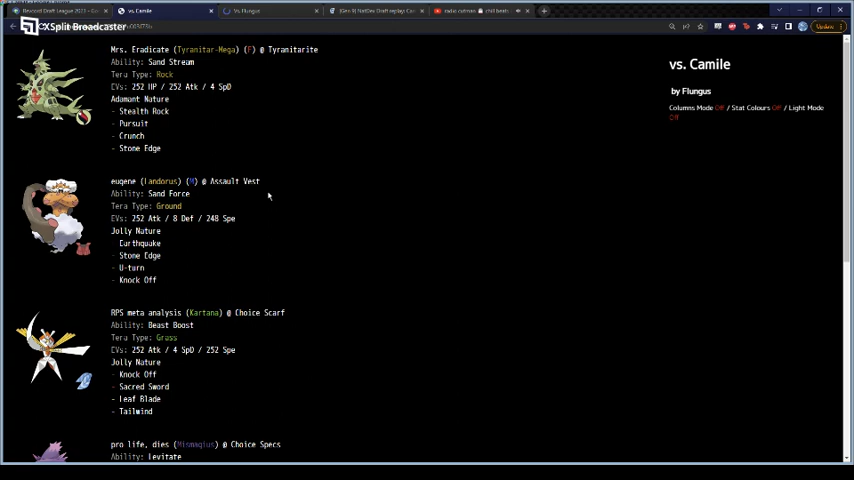 vs. Camile
Vs. Flungus
XSplit Broadcaster
Update
Mrs. Eradicate (Tyranitar-Mega) (F) @ Tyranitarite
Ability: Sand Stream
Tera Type: Rock
EVs: 252 HP / 252 Atk / 4 SpD
Adamant Nature
- Stealth Rock
- Pursuit
- Crunch
- Stone Edge
eugene (Landorus) (M) @ Assault Vest
Ability: Sand Force
Tera Type: Ground
EVs: 252 Atk / 8 Def / 248 Spe
Jolly Nature
- Earthquake
- Stone Edge
- U-turn
- Knock Off
RPS meta analysis (Kartana) @ Choice Scarf
Ability: Beast Boost
Tera Type: Grass
EVs: 252 Atk / 4 SpD / 252 Spe
Jolly Nature
- Knock Off
- Sacred Sword
- Leaf Blade
- Tailwind
pro life, dies (Mismagius) @ Choice Specs
Ability: Levitate
vs. Camile
by Flungus
Columns Mode Off / Stat Colours Off / Light Mode
Off